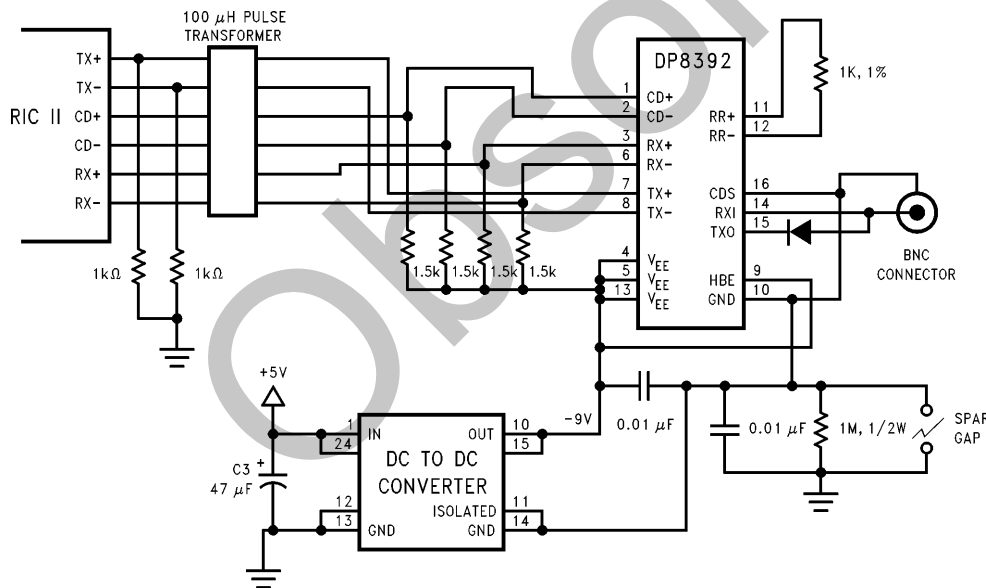 100 μH PULSE
TRANSFORMER
RIC II
TX+
TX-
CD+
CD-
RX+
RX-
1kΩ
1kΩ
1.5k
1.5k
1.5k
1.5k
DP8392
1
CD+
2
CD-
3
RX+
6
RX-
7
TX+
8
TX-
4
VEE
5
VEE
13
VEE
RR+
11
RR-
12
1K, 1%
CDS
16
RXI
14
TXO
15
HBE
9
GND
10
BNC
CONNECTOR
+5V
C3
+
47 μF
1
IN
24
OUT
10
15
DC TO DC
CONVERTER
12
13
GND
ISOLATED
GND
11
14
-9V
0.01 μF
0.01 μF
1M, 1/2W
GAP